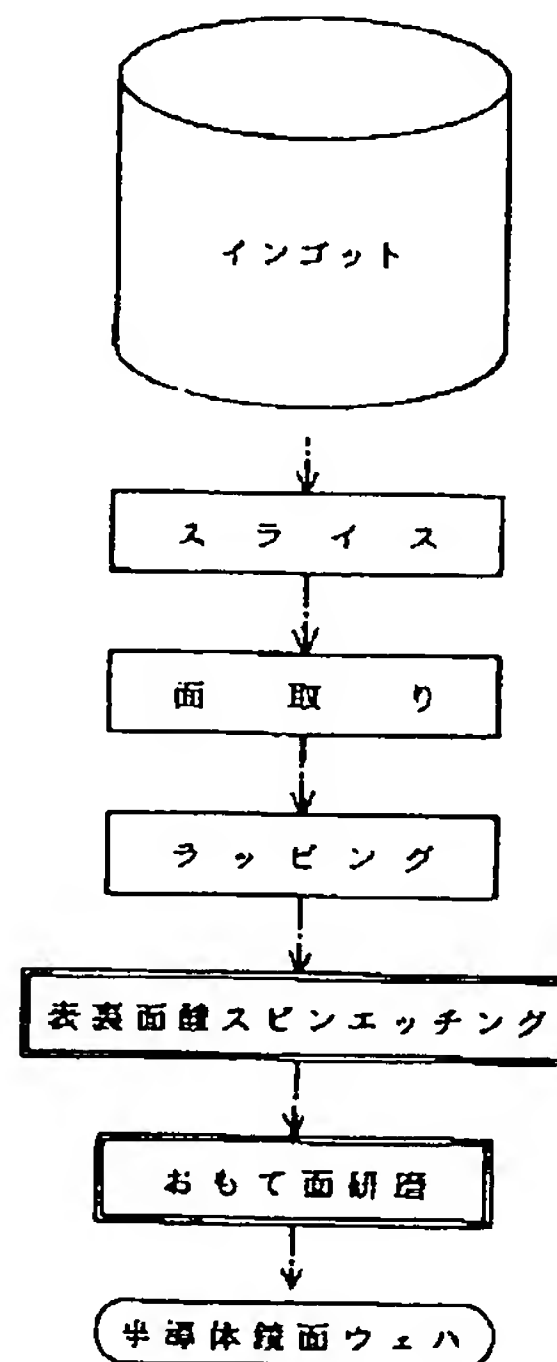 インゴット
スライス
面取り
ラッピング
表裏面酸スピンエッチング
おもて面研磨
半導体鏡面ウェハ